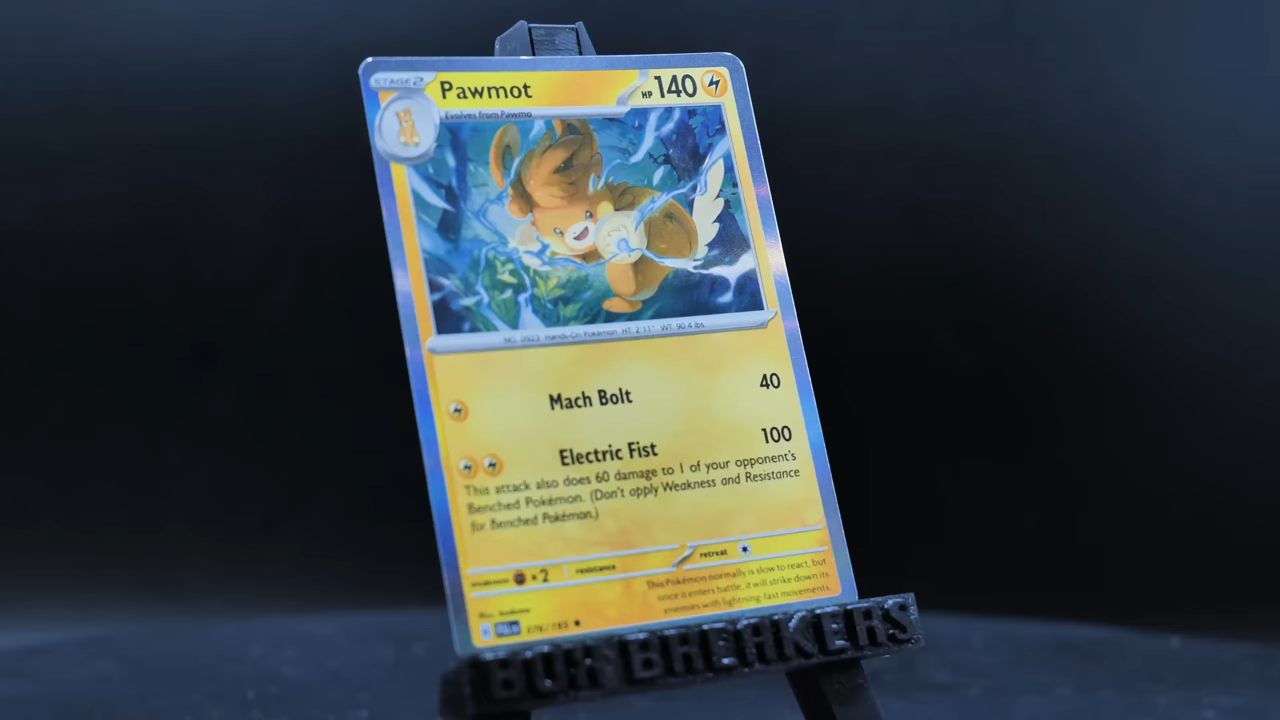 STAGE2 Pawmot HP 140
Evolves from Pawmo
NO. 0923 Hands-On Pokémon HT: 2'11" WT: 90.4 lbs.
Mach Bolt 40
Electric Fist 100
This attack also does 60 damage to 1 of your opponent's
Benched Pokémon. (Don't apply Weakness and Resistance
for Benched Pokémon.)
weakness ×2 resistance retreat
This Pokémon normally is slow to react, but
once it enters battle, it will strike down its
enemies with lightning-fast movements.
BOX BREAKERS